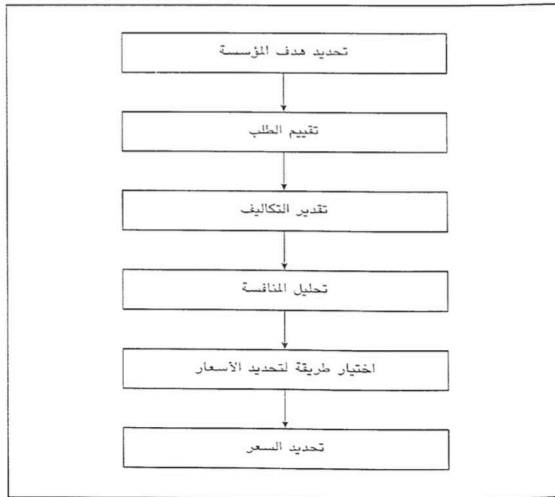 تحديد هدف المؤسسة
تقييم الطلب
تقدير التكاليف
تحليل المنافسة
اختيار طريقة لتحديد الأسعار
تحديد السعر